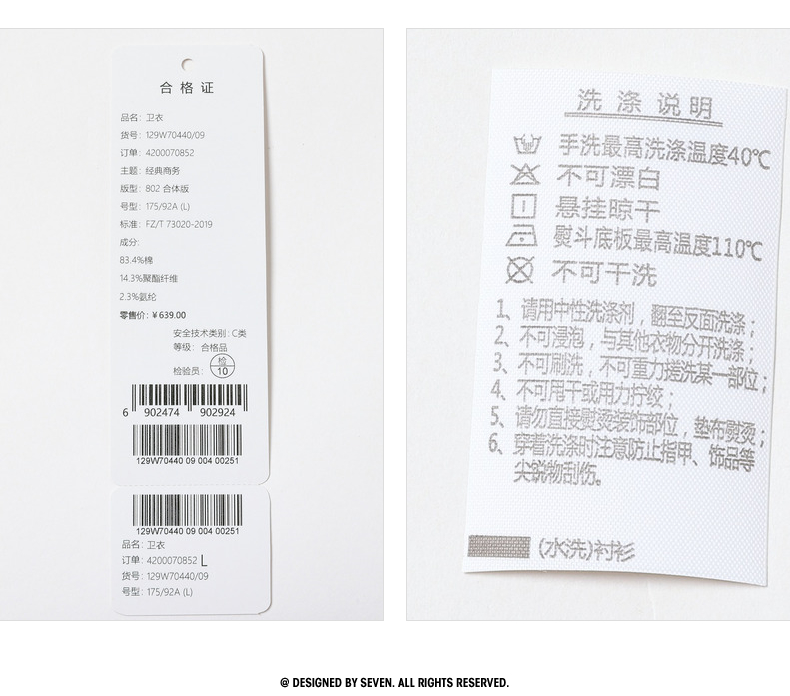 合格证
品名: 卫衣
货号: 129W70440/09
订单: 4200070852
主题: 经典商务
版型: 802 合体版
号型: 175/92A (L)
标准: FZ/T 73020-2019
成分:
83.4%棉
14.3%聚酯纤维
2.3%氨纶
零售价: ¥639.00
安全技术类别: C类
等级: 合格品
检验员: 检 10
6 902474 902924
129W70440 09 004 00251
129W70440 09 004 00251
品名: 卫衣
订单: 4200070852 L
货号: 129W70440/09
号型: 175/92A (L)
洗涤说明
手洗最高洗涤温度40℃
不可漂白
悬挂晾干
熨斗底板最高温度110℃
不可干洗
1、请用中性洗涤剂，翻至反面洗涤；
2、不可浸泡，与其他衣物分开洗涤；
3、不可刷洗，不可重力搓洗某一部位；
4、不可甩干或用力拧绞；
5、请勿直接熨烫装饰部位，垫布熨烫；
6、穿着洗涤时注意防止指甲、饰品等
尖锐物刮伤。
(水洗)衬衫
@ DESIGNED BY SEVEN. ALL RIGHTS RESERVED.